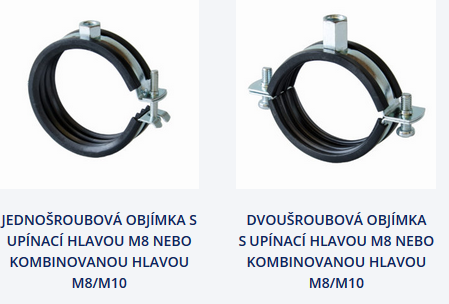 JEDNOŠROUBOVÁ OBJÍMKA S
UPÍNACÍ HLAVOU M8 NEBO
KOMBINOVANOU HLAVOU
M8/M10
DVOUŠROUBOVÁ OBJÍMKA
S UPÍNACÍ HLAVOU M8 NEBO
KOMBINOVANOU HLAVOU
M8/M10